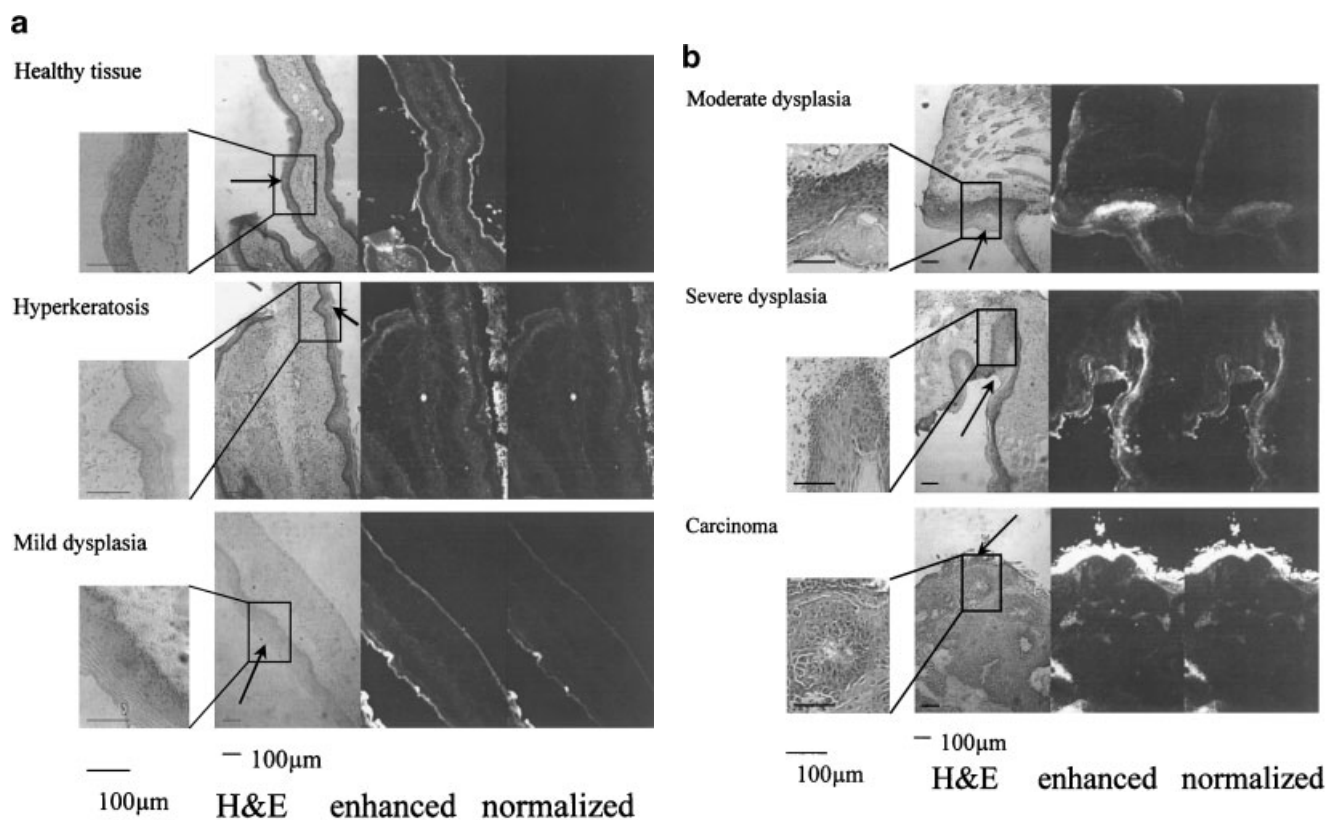 a
Healthy tissue
Hyperkeratosis
Mild dysplasia
100μm
100μm
H&E enhanced normalized
b
Moderate dysplasia
Severe dysplasia
Carcinoma
100μm
100μm
H&E enhanced normalized